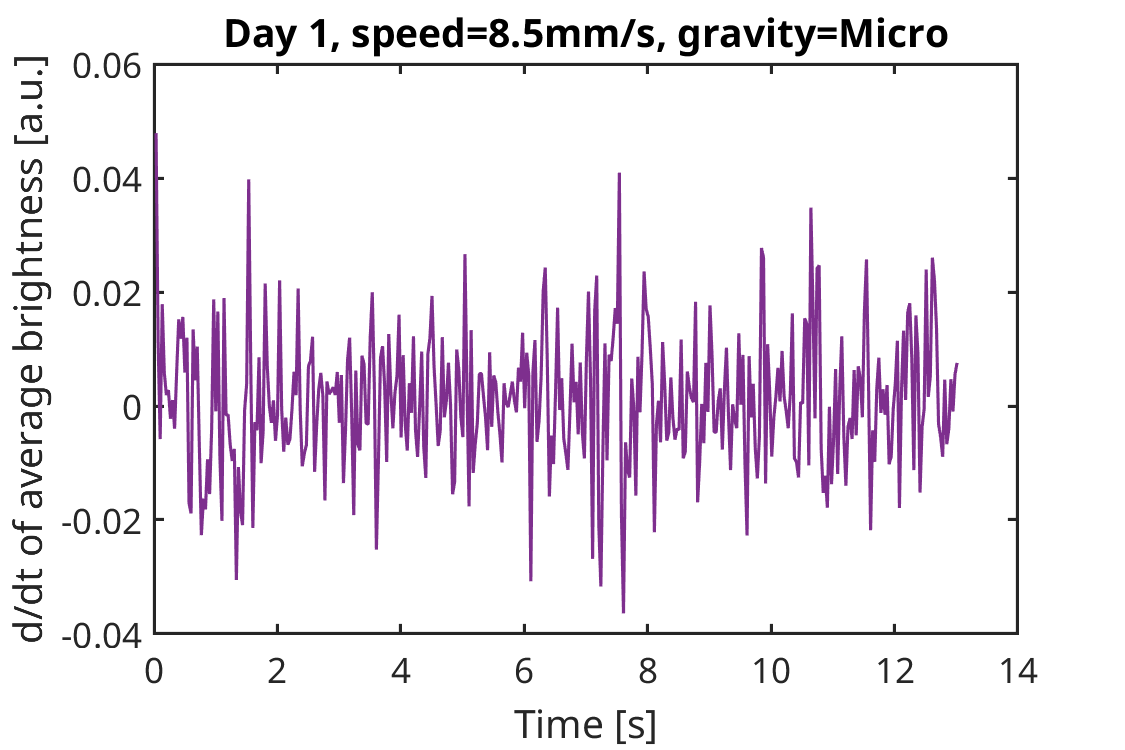 Day 1, speed=8.5mm/s, gravity=Micro
d/dt of average brightness [a.u.]
0.06
0.04
0.02
0
-0.02
-0.04
0 2 4 6 8 10 12 14
Time [s]